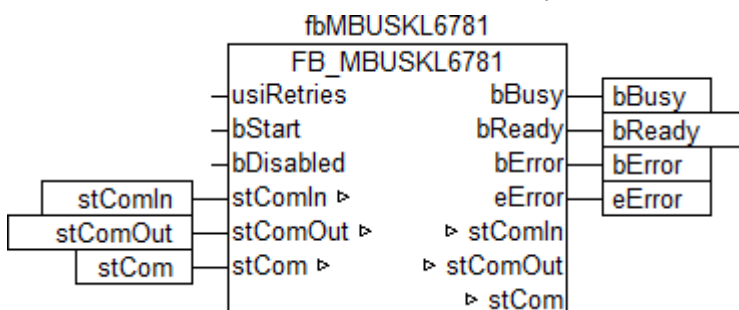 fbMBUSKL6781
FB_MBUSKL6781
usiRetries bBusy bBusy
bStart bReady bReady
bDisabled bError bError
stComIn stComIn ▹ eError eError
stComOut stComOut ▹ ▹ stComIn
stCom stCom ▹ ▹ stComOut
▹ stCom